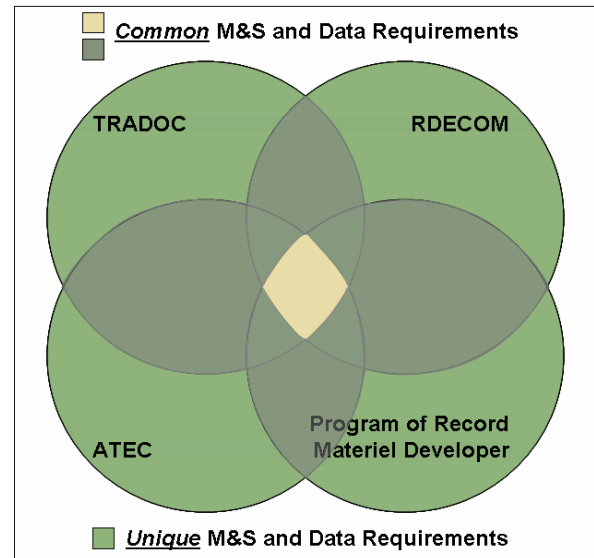 Common M&S and Data Requirements
TRADOC
RDECOM
ATEC
Program of Record
Materiel Developer
Unique M&S and Data Requirements